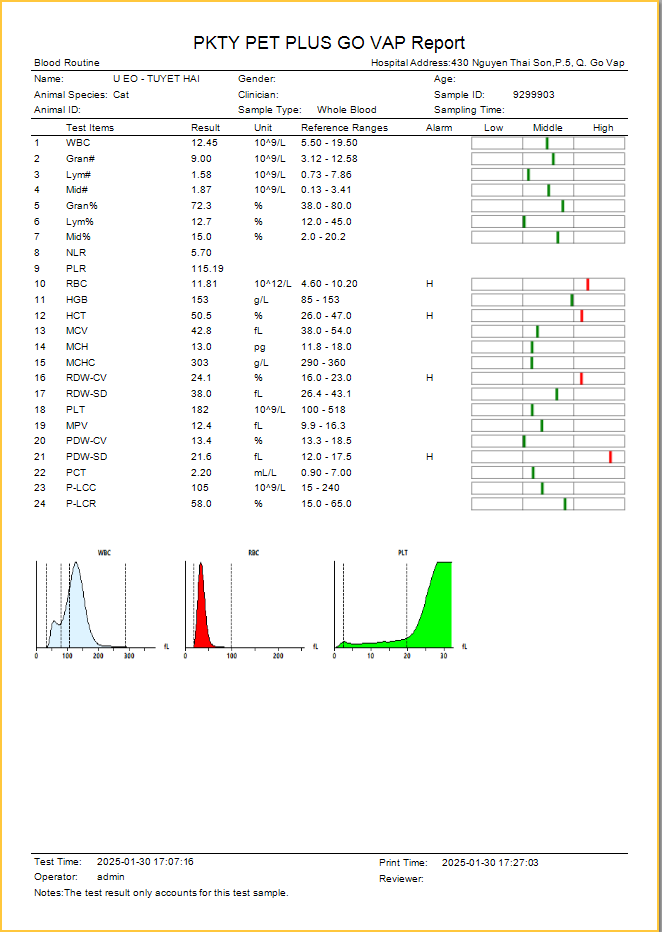 PKTY PET PLUS GO VAP Report
Blood Routine Hospital Address:430 Nguyen Thai Son,P.5, Q. Go Vap
Name: U EO - TUYET HAI Gender: Age:
Animal Species: Cat Clinician: Sample ID: 9299903
Animal ID: Sample Type: Whole Blood Sampling Time:
Test Items Result Unit Reference Ranges Alarm Low Middle High
1 WBC 12.45 10^9/L 5.50 - 19.50
2 Gran# 9.00 10^9/L 3.12 - 12.58
3 Lym# 1.58 10^9/L 0.73 - 7.86
4 Mid# 1.87 10^9/L 0.13 - 3.41
5 Gran% 72.3 % 38.0 - 80.0
6 Lym% 12.7 % 12.0 - 45.0
7 Mid% 15.0 % 2.0 - 20.2
8 NLR 5.70
9 PLR 115.19
10 RBC 11.81 10^12/L 4.60 - 10.20 H
11 HGB 153 g/L 85 - 153
12 HCT 50.5 % 26.0 - 47.0 H
13 MCV 42.8 fL 38.0 - 54.0
14 MCH 13.0 pg 11.8 - 18.0
15 MCHC 303 g/L 290 - 360
16 RDW-CV 24.1 % 16.0 - 23.0 H
17 RDW-SD 38.0 fL 26.4 - 43.1
18 PLT 182 10^9/L 100 - 518
19 MPV 12.4 fL 9.9 - 16.3
20 PDW-CV 13.4 % 13.3 - 18.5
21 PDW-SD 21.6 fL 12.0 - 17.5 H
22 PCT 2.20 mL/L 0.90 - 7.00
23 P-LCC 105 10^9/L 15 - 240
24 P-LCR 58.0 % 15.0 - 65.0
WBC RBC PLT
fL fL fL
0 100 200 300 0 100 200 0 10 20 30
Test Time: 2025-01-30 17:07:16 Print Time: 2025-01-30 17:27:03
Operator: admin Reviewer:
Notes:The test result only accounts for this test sample.